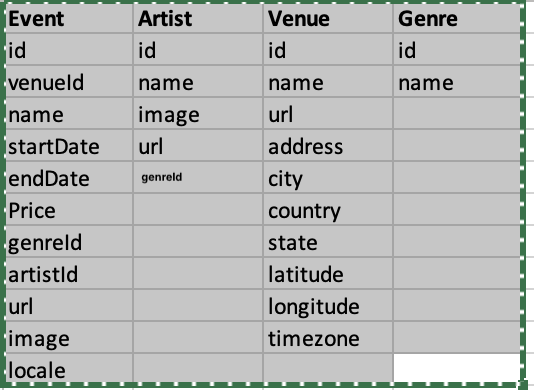 Event Artist Venue Genre
id id id id
venueId name name name
name image url
startDate url address
endDate genreId city
Price country
genreId state
artistId latitude
url longitude
image timezone
locale